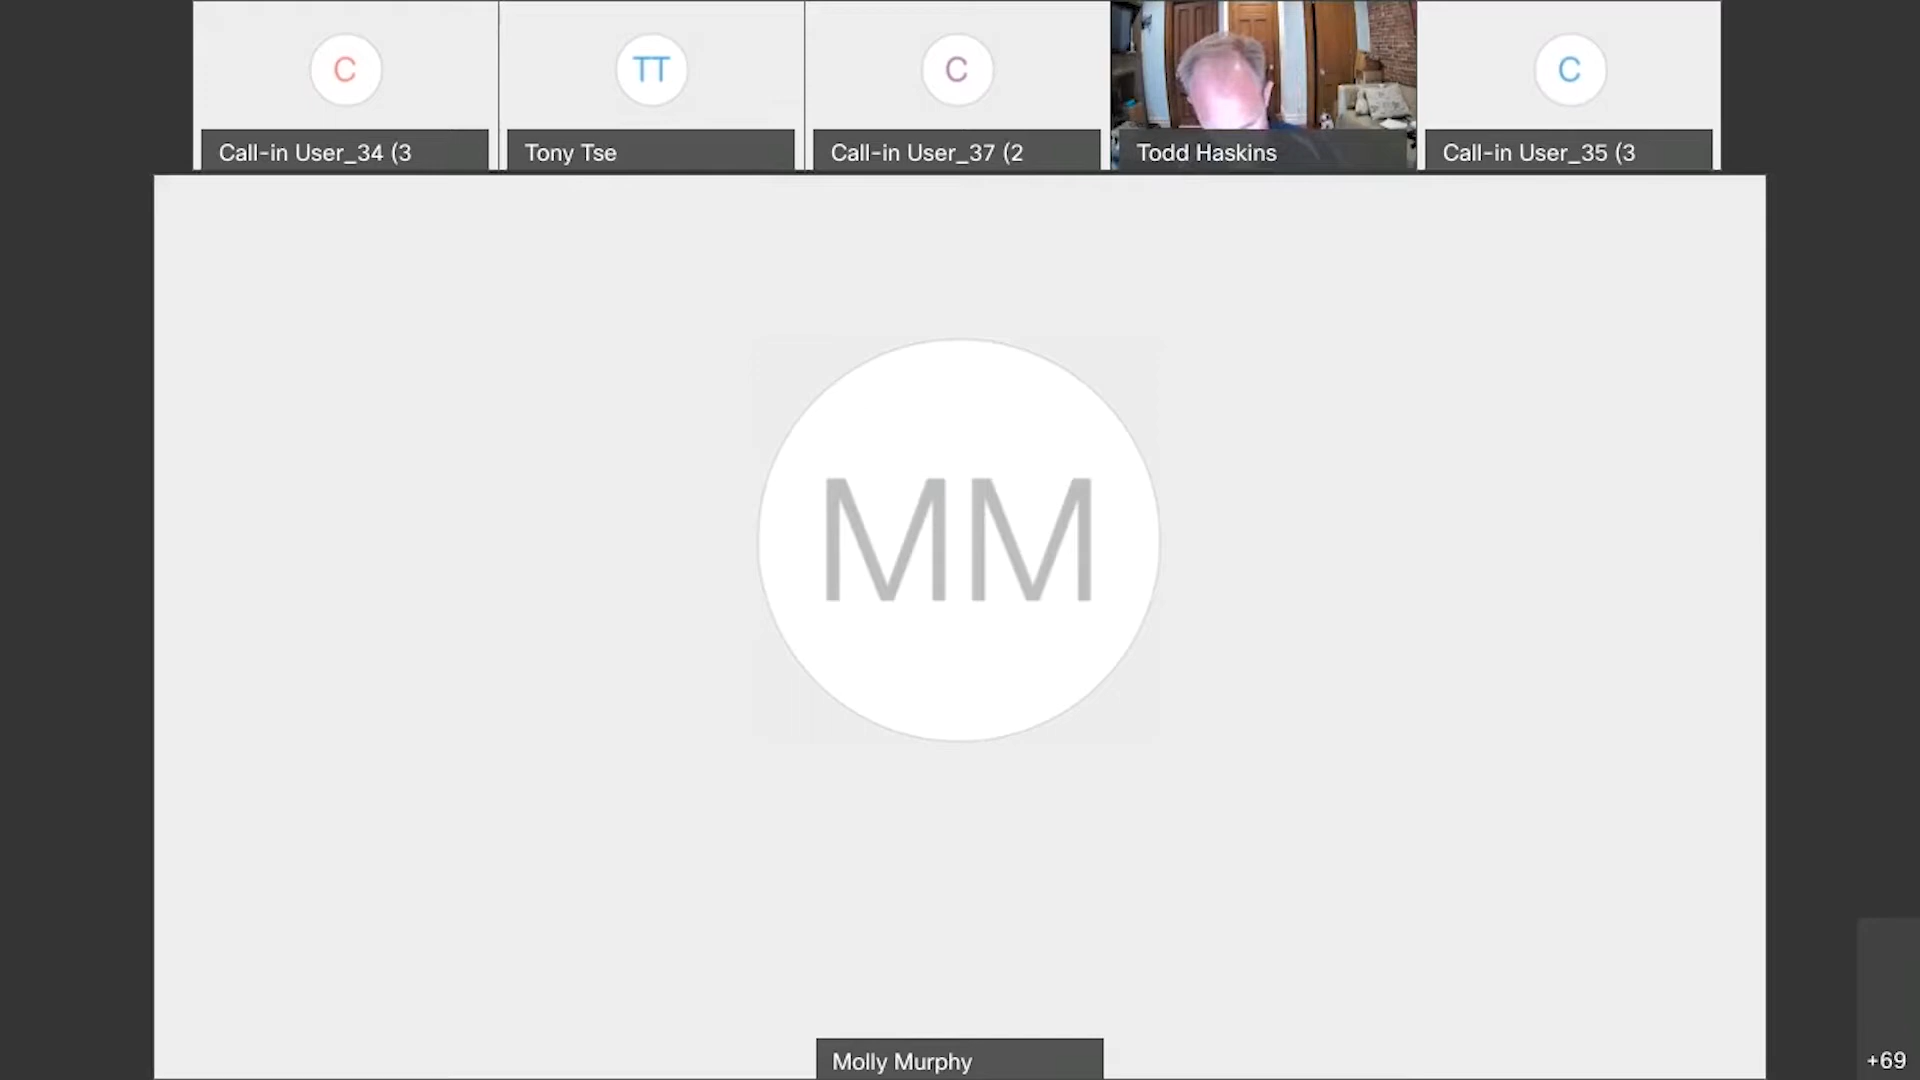 C
TT
C
C
Call-in User_34 (3
Tony Tse
Call-in User_37 (2
Todd Haskins
Call-in User_35 (3
MM
Molly Murphy
+69